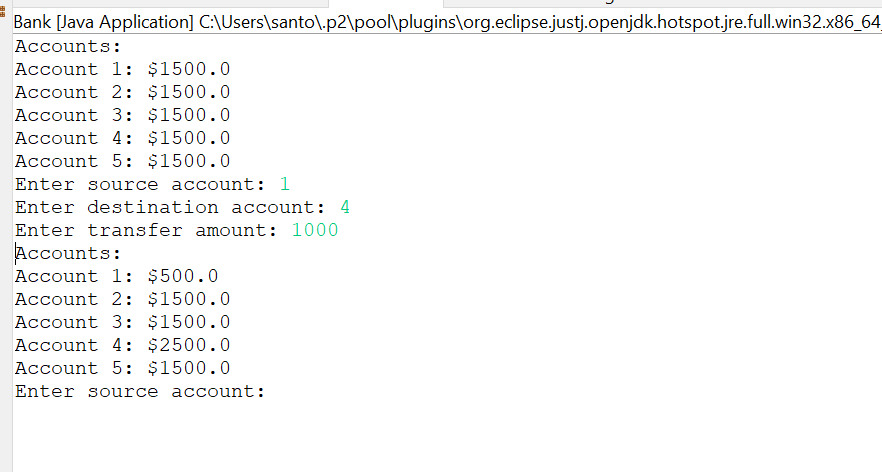 Bank [Java Application] C:\Users\santo\.p2\pool\plugins\org.eclipse.justj.openjdk.hotspot.jre.full.win32.x86_64_
Accounts:
Account 1: $1500.0
Account 2: $1500.0
Account 3: $1500.0
Account 4: $1500.0
Account 5: $1500.0
Enter source account: 1
Enter destination account: 4
Enter transfer amount: 1000
Accounts:
Account 1: $500.0
Account 2: $1500.0
Account 3: $1500.0
Account 4: $2500.0
Account 5: $1500.0
Enter source account: